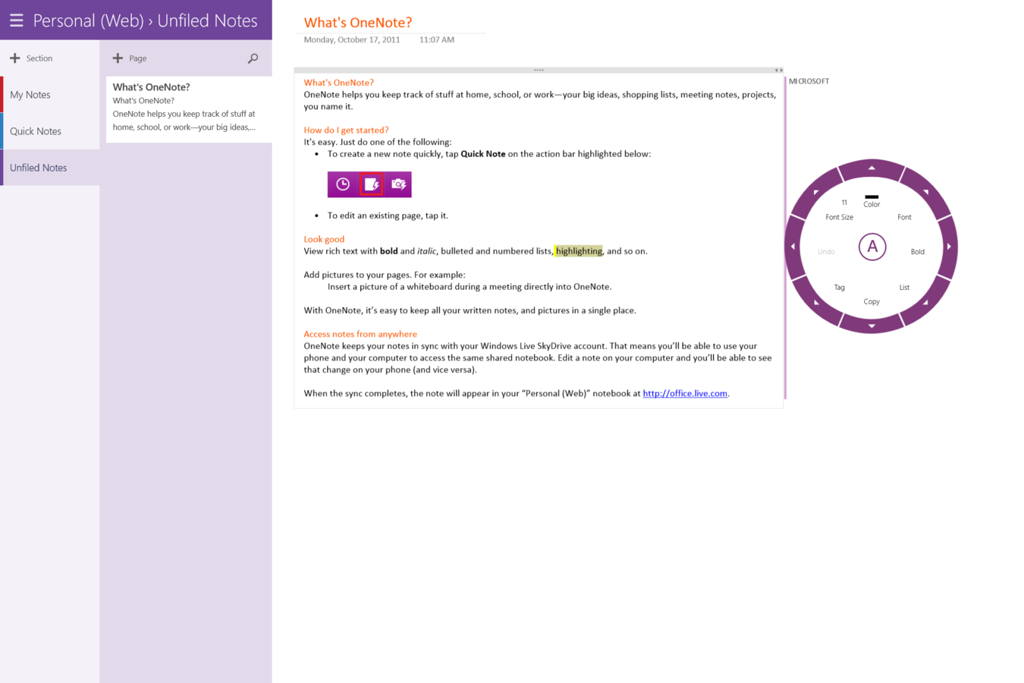 Personal (Web) › Unfiled Notes
Section
My Notes
Quick Notes
Unfiled Notes
Page
What's OneNote?
What's OneNote?
OneNote helps you keep track of stuff at
home, school, or work—your big ideas,...
What's OneNote?
Monday, October 17, 2011 11:07 AM
What's OneNote?
OneNote helps you keep track of stuff at home, school, or work—your big ideas, shopping lists, meeting notes, projects,
you name it.
How do I get started?
It's easy. Just do one of the following:
• To create a new note quickly, tap Quick Note on the action bar highlighted below:
• To edit an existing page, tap it.
Look good
View rich text with bold and italic, bulleted and numbered lists, highlighting, and so on.
Add pictures to your pages. For example:
Insert a picture of a whiteboard during a meeting directly into OneNote.
With OneNote, it's easy to keep all your written notes, and pictures in a single place.
Access notes from anywhere
OneNote keeps your notes in sync with your Windows Live SkyDrive account. That means you'll be able to use your
phone and your computer to access the same shared notebook. Edit a note on your computer and you'll be able to see
that change on your phone (and vice versa).
When the sync completes, the note will appear in your “Personal (Web)” notebook at http://office.live.com.
MICROSOFT
11
Font Size
Color
Font
Undo
A
Bold
Tag
List
Copy